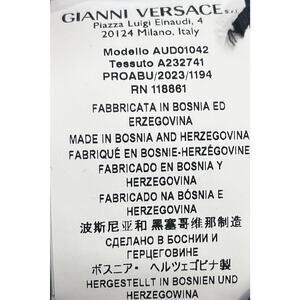 GIANNI VERSACE S.r.l.
Piazza Luigi Einaudi, 4
20124 Milano, Italy
Modello AUD01042
Tessuto A232741
PROABU/2023/1194
RN 118861
FABBRICATA IN BOSNIA ED
ERZEGOVINA
MADE IN BOSNIA AND HERZEGOVINA
FABRIQUÉ EN BOSNIE-HERZÉGOVINE
FABRICADO EN BOSNIA Y
HERZEGOVINA
FABRICADO NA BÓSNIA E
HERZEGOVINA
波斯尼亚和 黑塞哥维那制造
СДЕЛАНО В БОСНИИ И
ГЕРЦЕГОВИНЕ
ボスニア・ ヘルツェゴビナ製
HERGESTELLT IN BOSNIEN UND
HERZEGOWINA